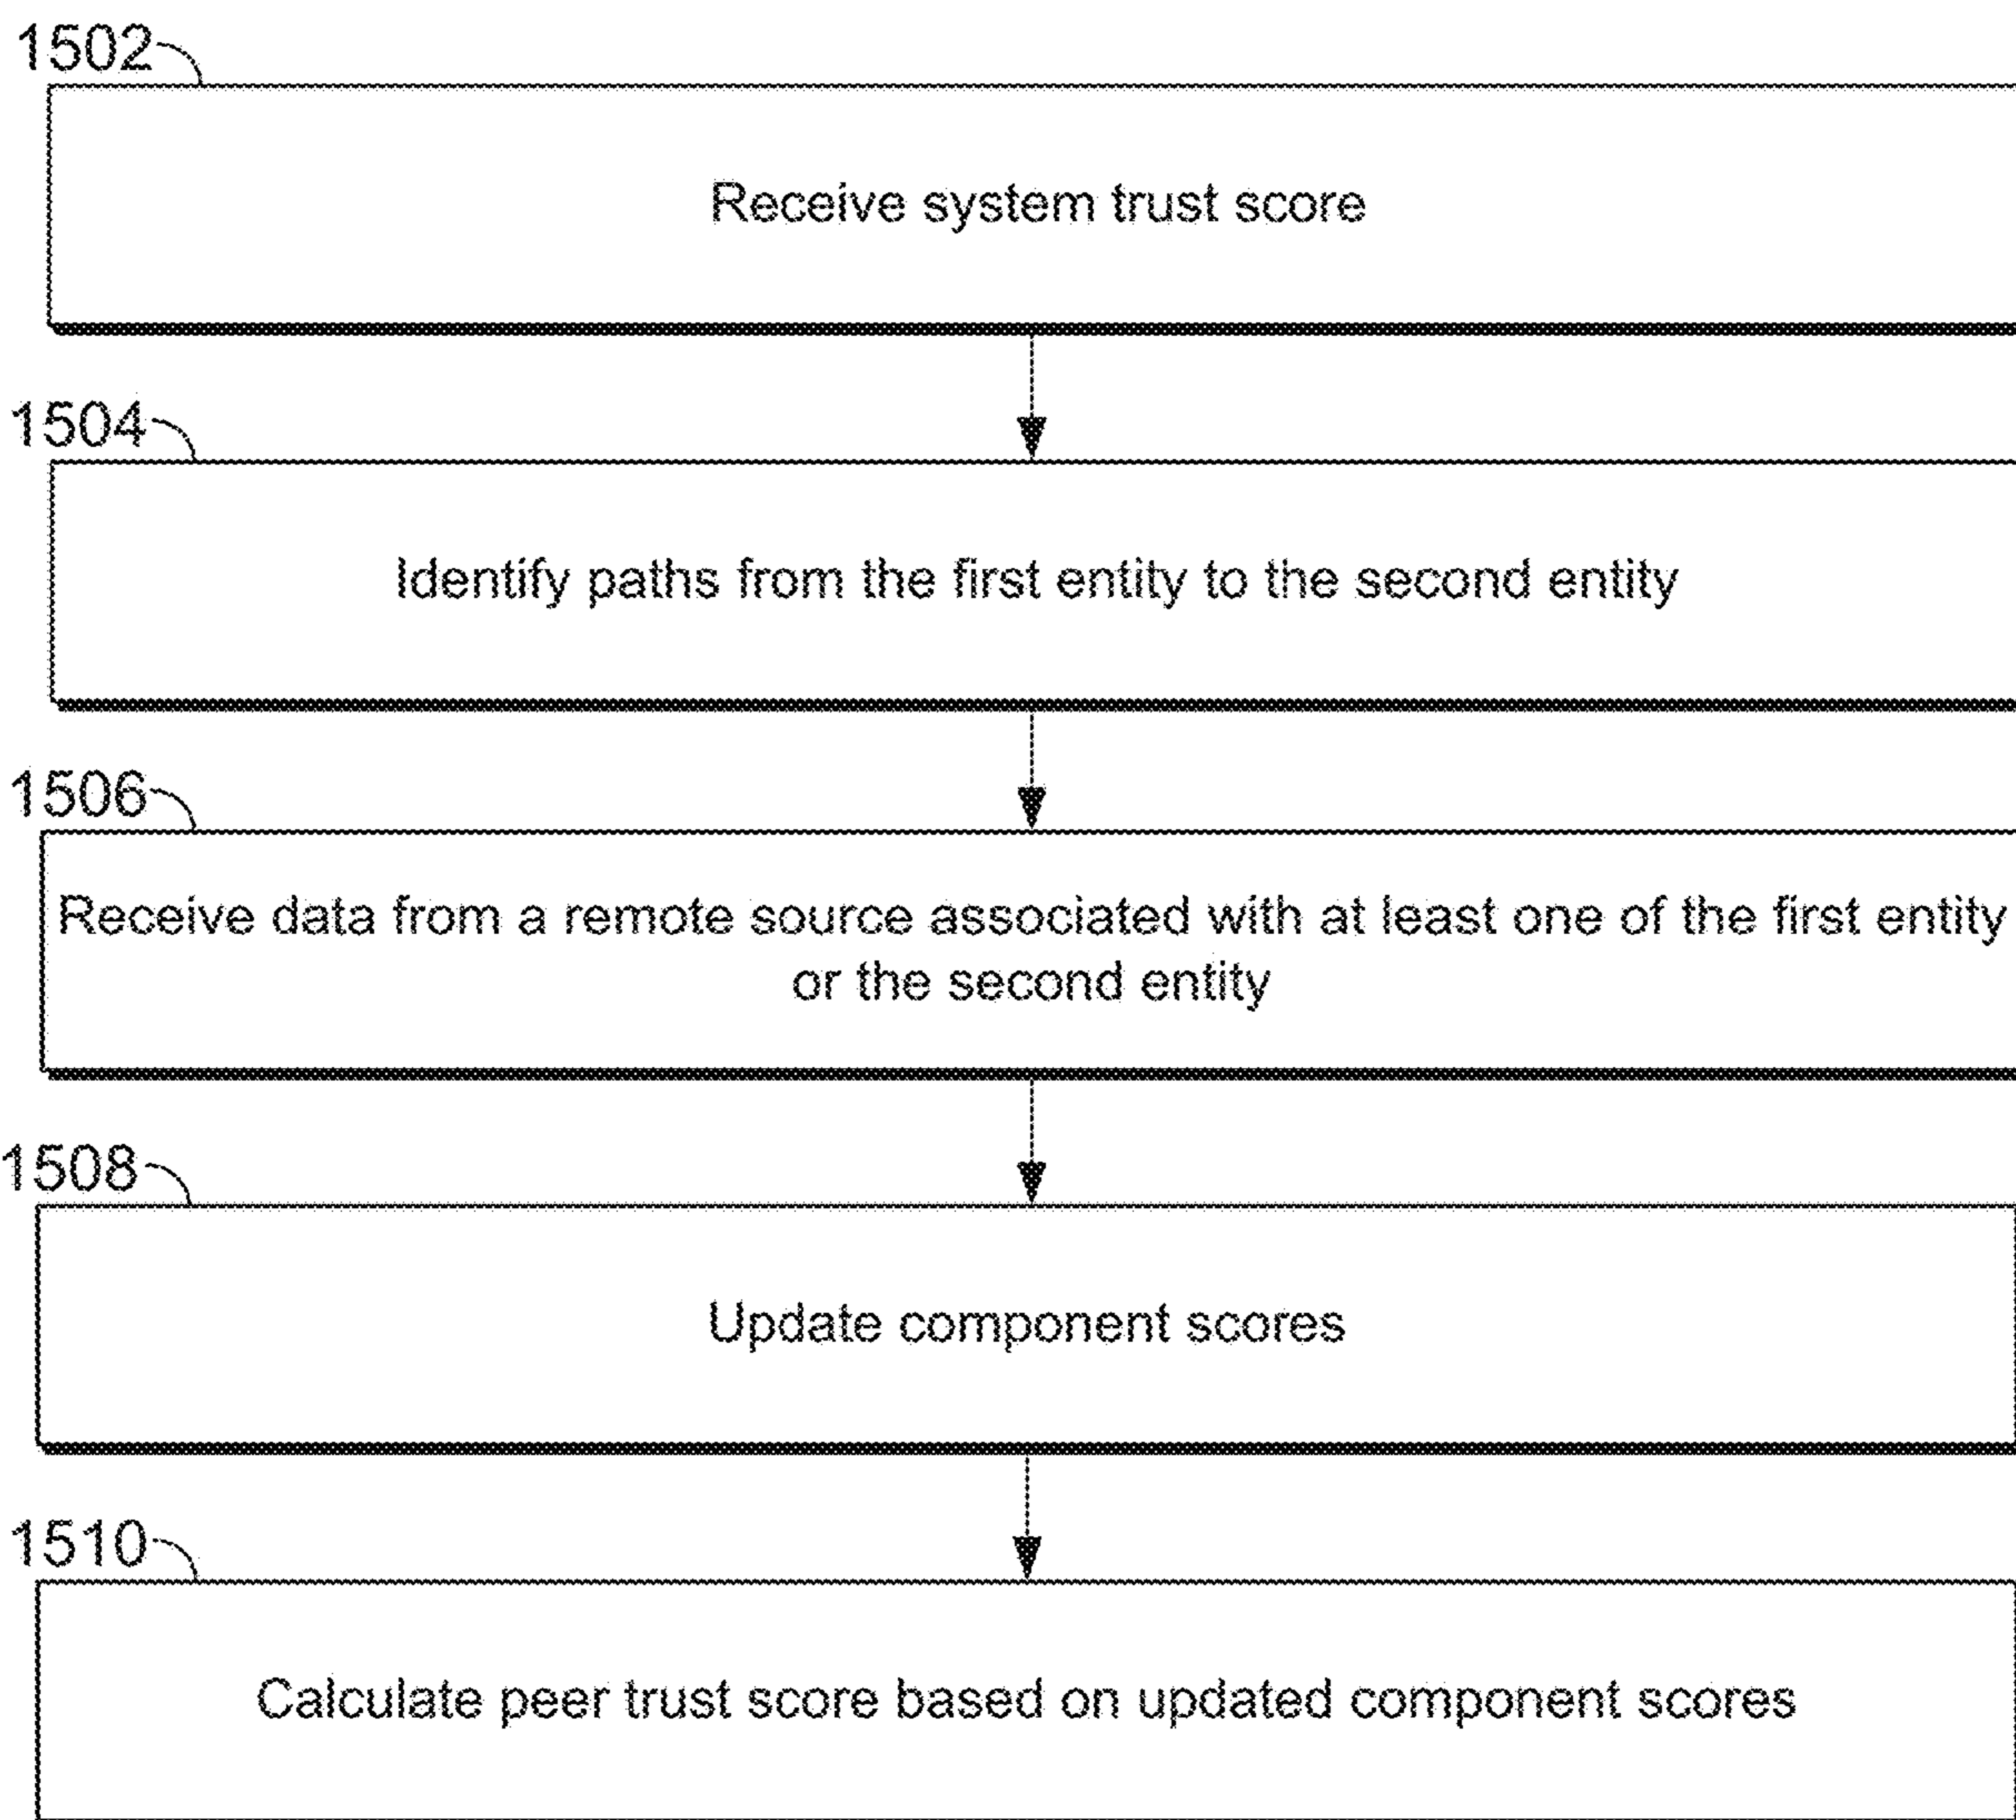 1502
Receive system trust score
1504
Identify paths from the first entity to the second entity
1506
Receive data from a remote source associated with at least one of the first entity
or the second entity
1508
Update component scores
1510
Calculate peer trust score based on updated component scores